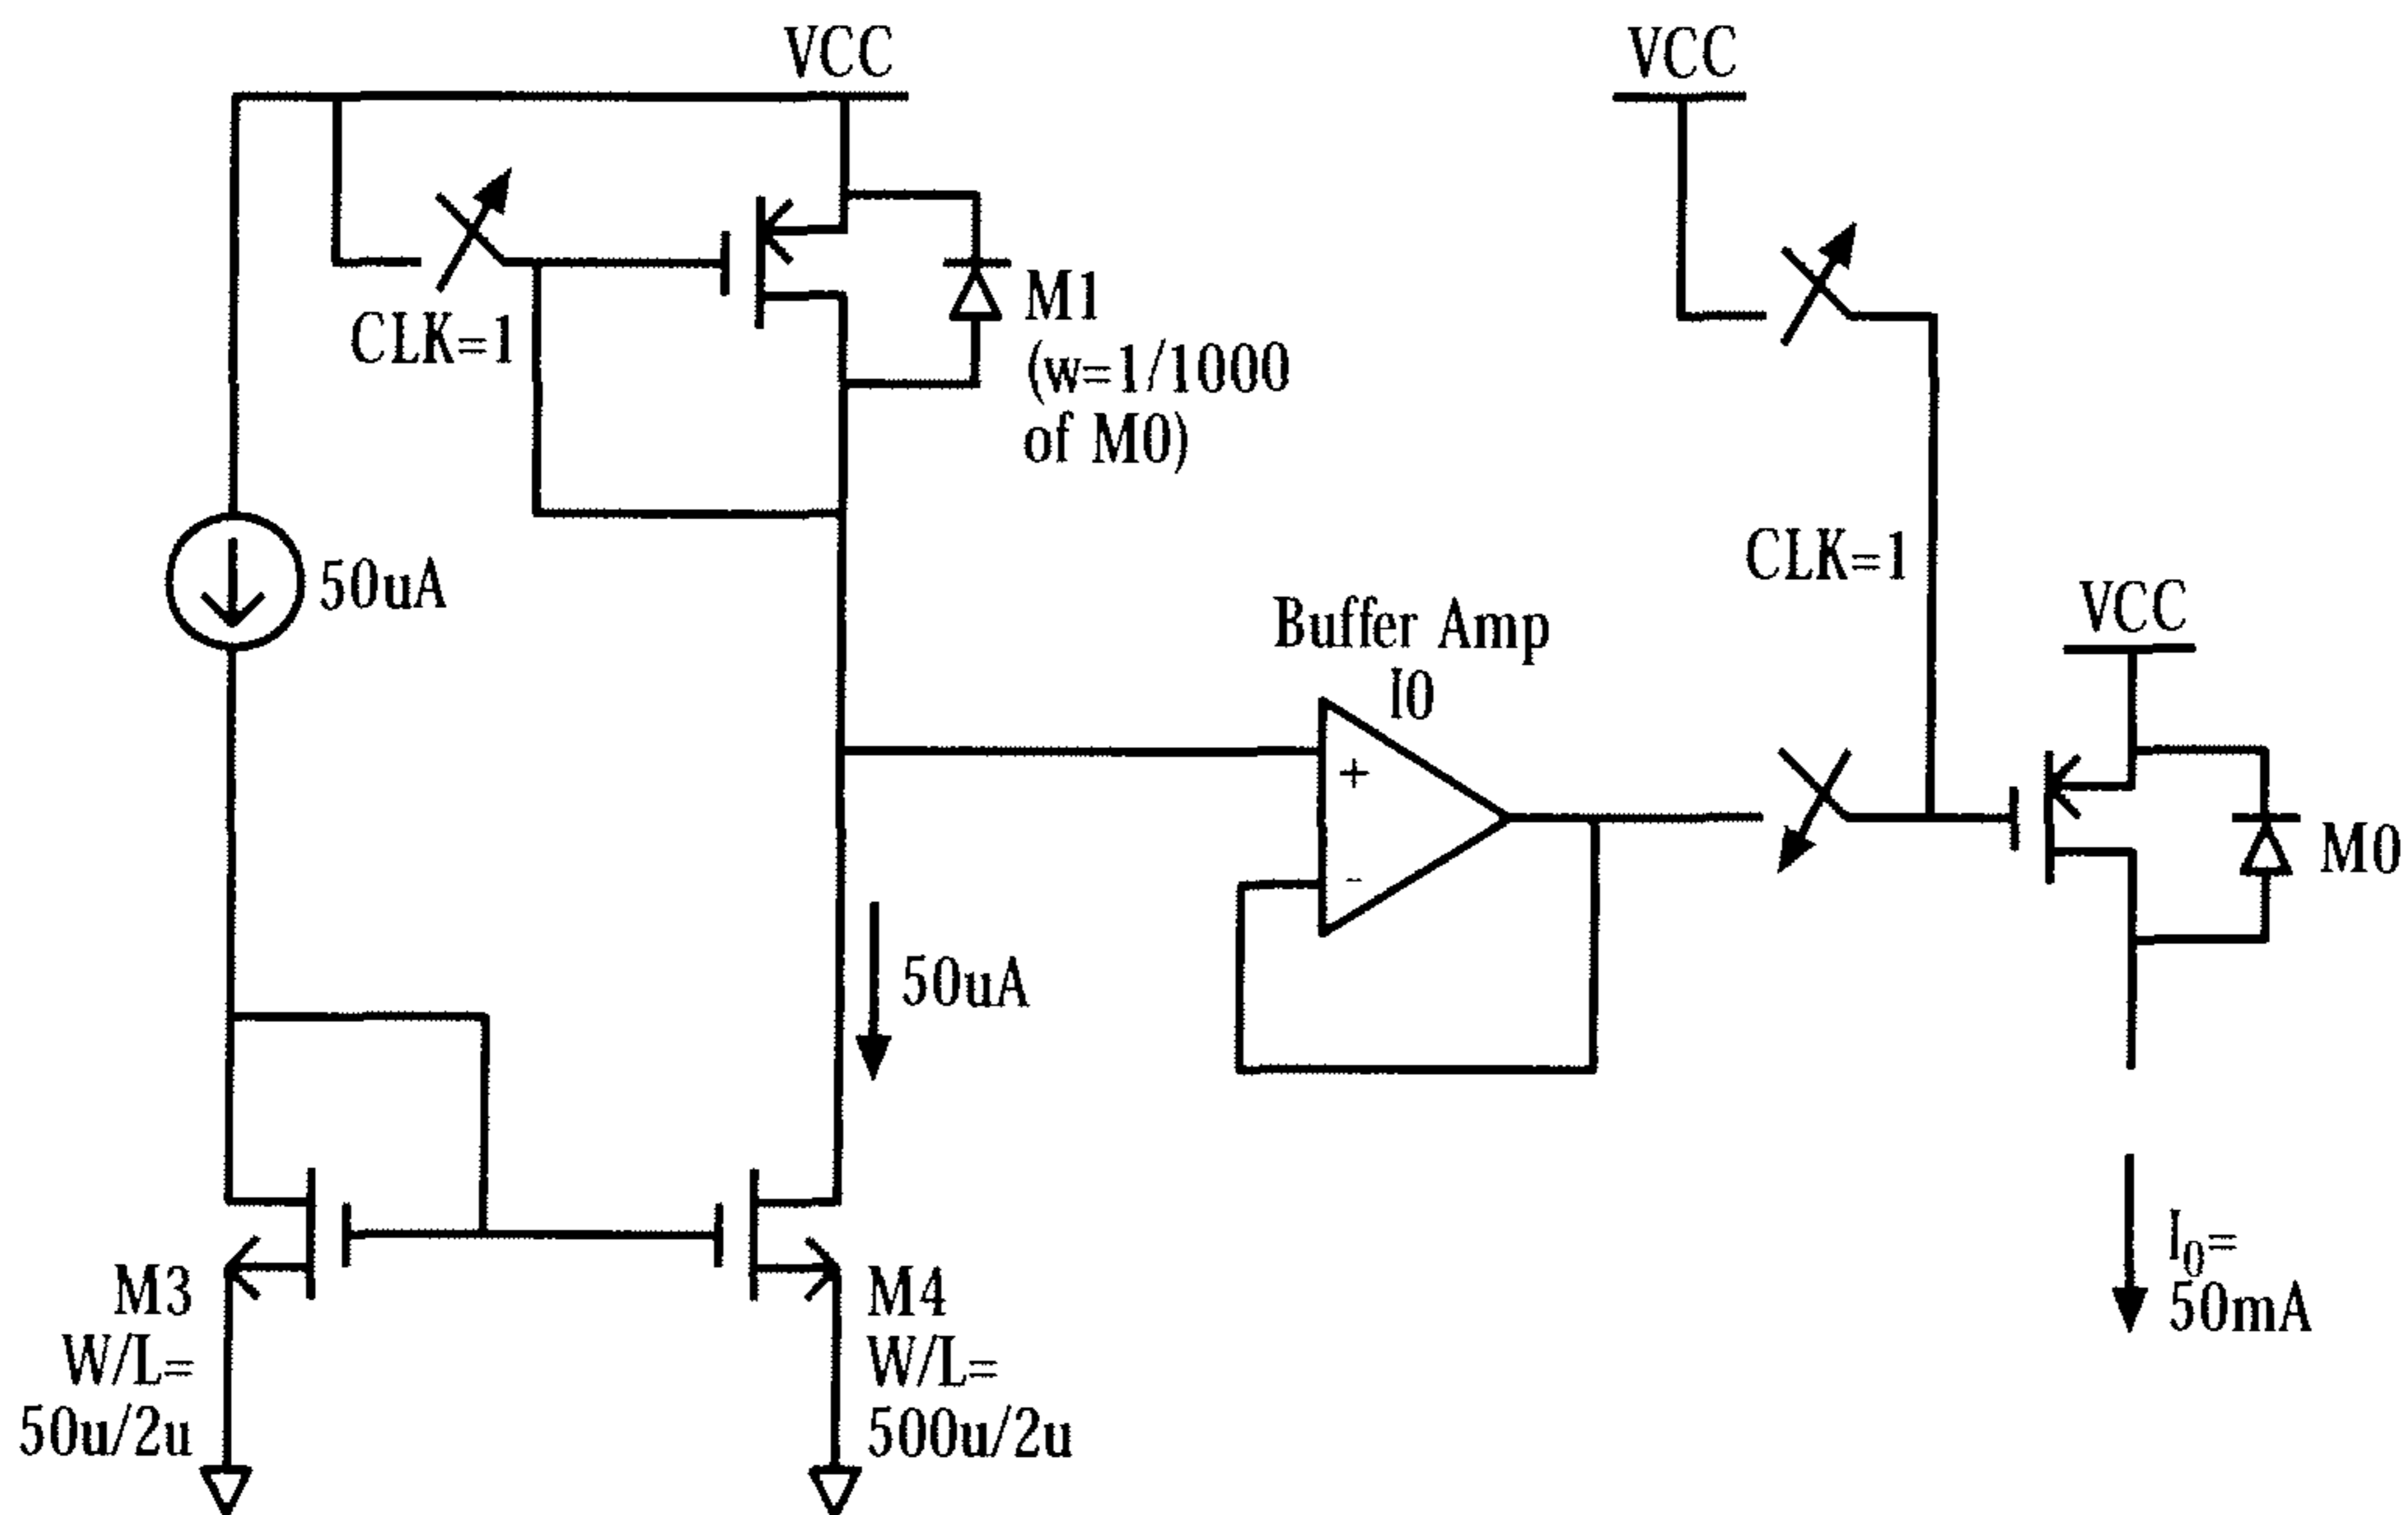 VCC
VCC
CLK=1
M1
(w=1/1000
of M0)
50uA
CLK=1
VCC
Buffer Amp
I0
+
-
M0
50uA
M3
W/L=
50u/2u
M4
W/L=
500u/2u
I0=
50mA